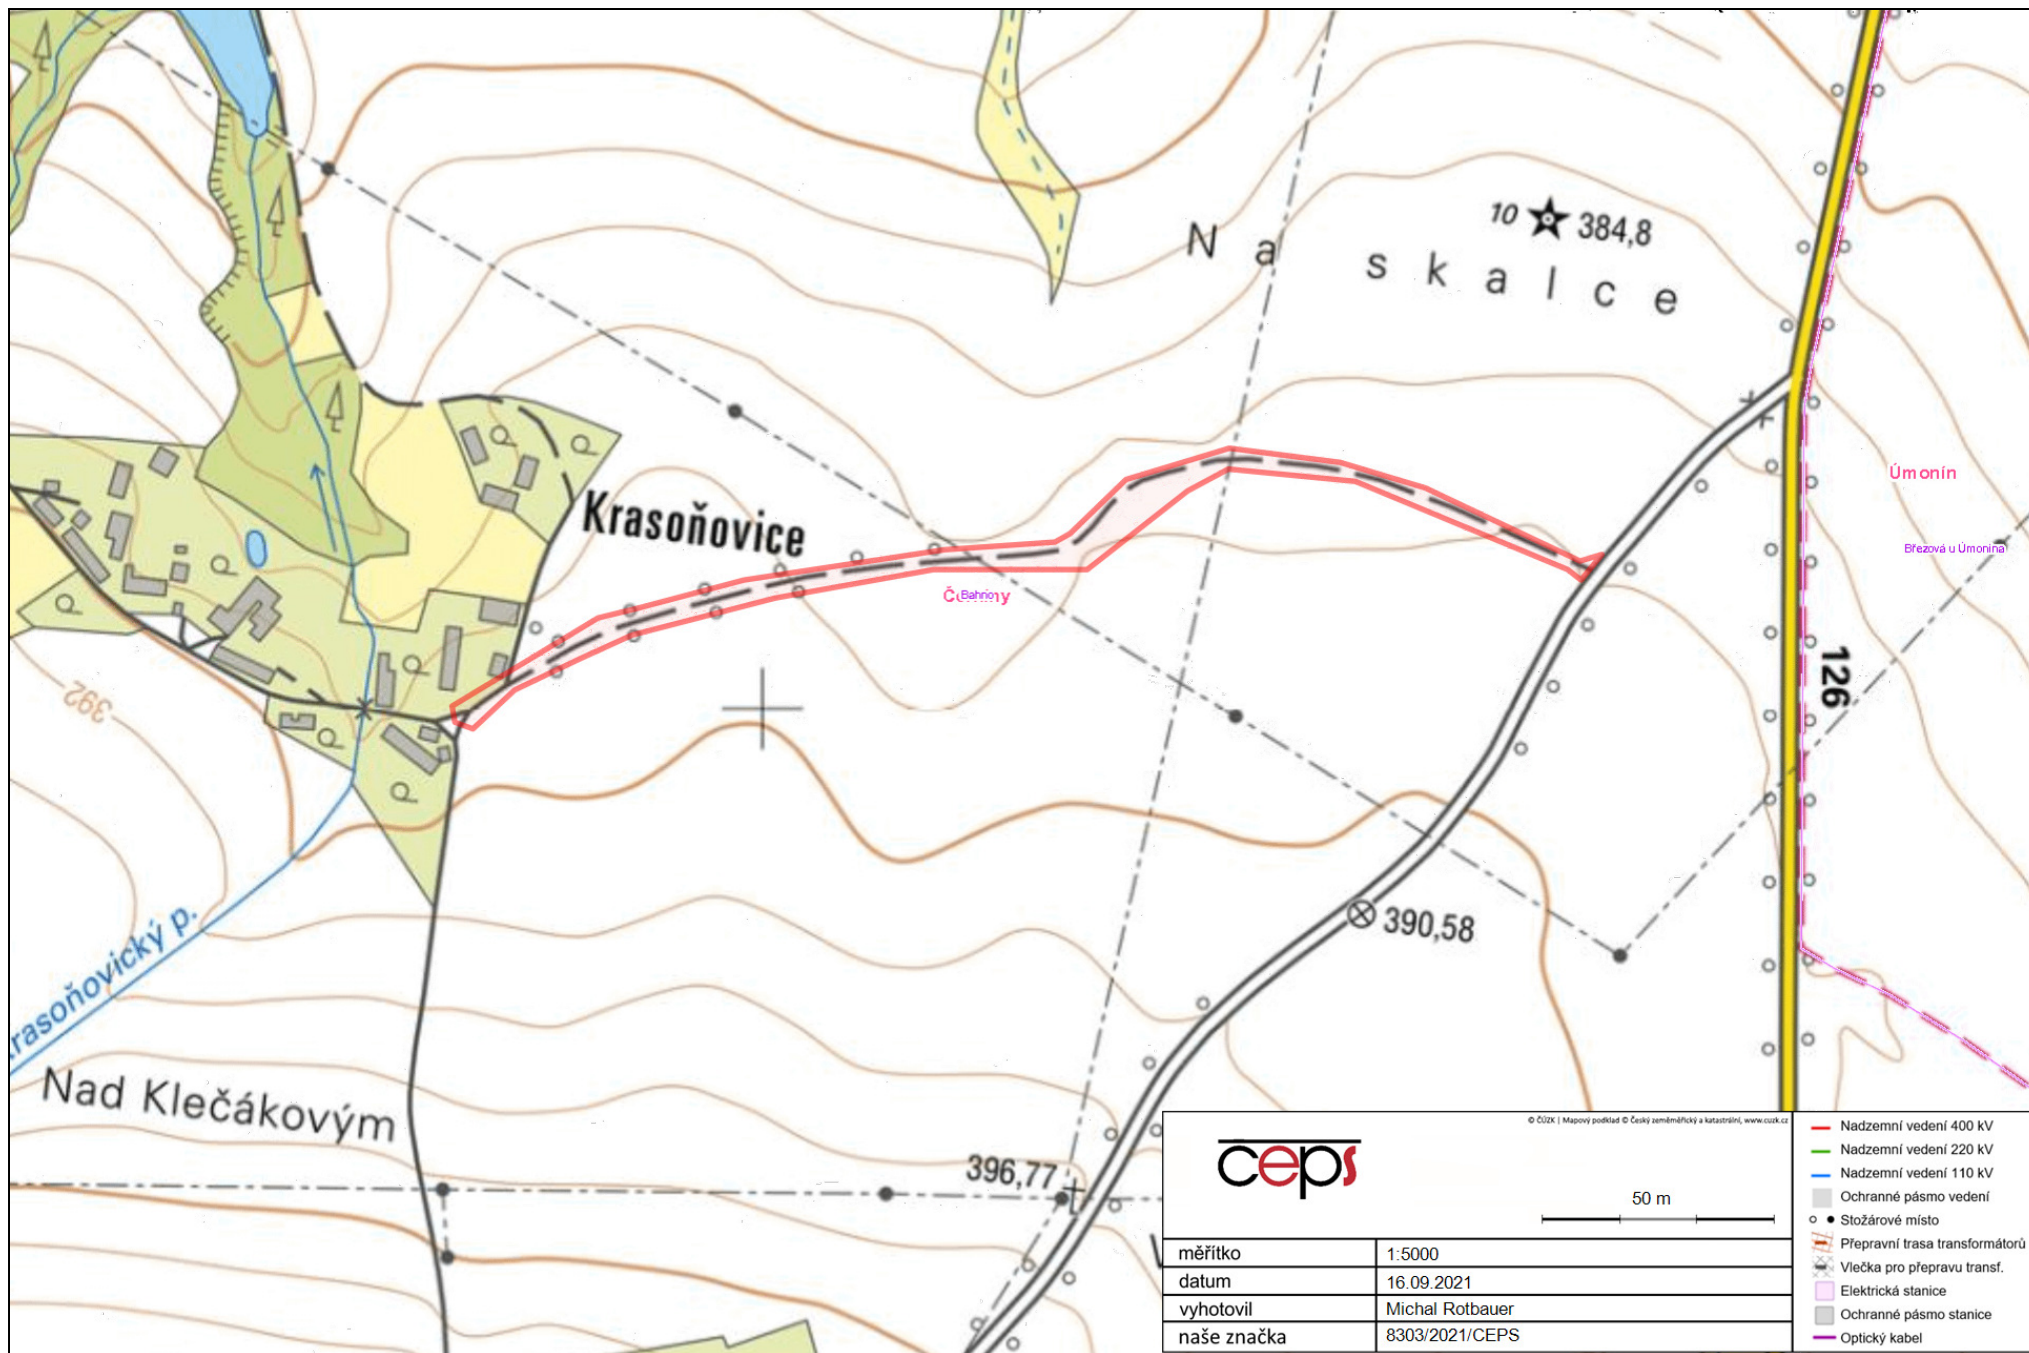 Na skalce
10 384,8
Krasoňovice
Úmonín
Březová u Úmonína
Bahno
126
392
390,58
Krasoňovický p.
Nad Klečákovým
396,77
© ČÚZK | Mapový podklad © Český zeměměřický a katastrální, www.cuzk.cz
ceps
50 m
měřítko 1:5000
datum 16.09.2021
vyhotovil Michal Rotbauer
naše značka 8303/2021/CEPS
Nadzemní vedení 400 kV
Nadzemní vedení 220 kV
Nadzemní vedení 110 kV
Ochranné pásmo vedení
Stožárové místo
Přepravní trasa transformátorů
Vlečka pro přepravu transf.
Elektrická stanice
Ochranné pásmo stanice
Optický kabel